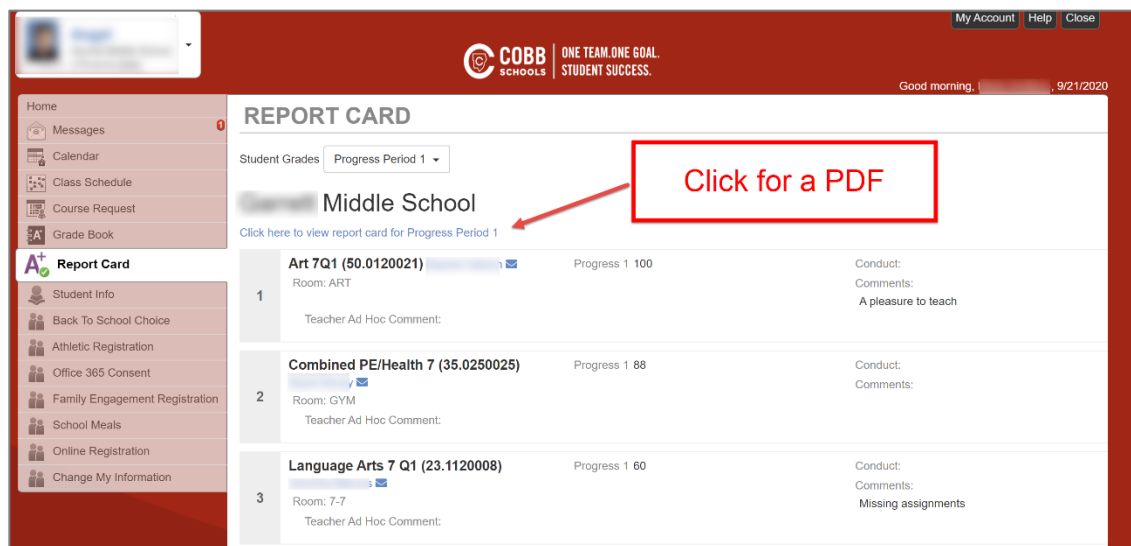 My Account Help Close
COBB SCHOOLS ONE TEAM.ONE GOAL.
STUDENT SUCCESS.
Good morning, , 9/21/2020
Home
Messages 1
Calendar
Class Schedule
Course Request
Grade Book
Report Card
Student Info
Back To School Choice
Athletic Registration
Office 365 Consent
Family Engagement Registration
School Meals
Online Registration
Change My Information
REPORT CARD
Student Grades Progress Period 1
Click for a PDF
Middle School
Click here to view report card for Progress Period 1
1
Art 7Q1 (50.0120021)
Room: ART
Teacher Ad Hoc Comment:
Progress 1 100
Conduct:
Comments:
A pleasure to teach
2
Combined PE/Health 7 (35.0250025)
Room: GYM
Teacher Ad Hoc Comment:
Progress 1 88
Conduct:
Comments:
3
Language Arts 7 Q1 (23.1120008)
Room: 7-7
Teacher Ad Hoc Comment:
Progress 1 60
Conduct:
Comments:
Missing assignments